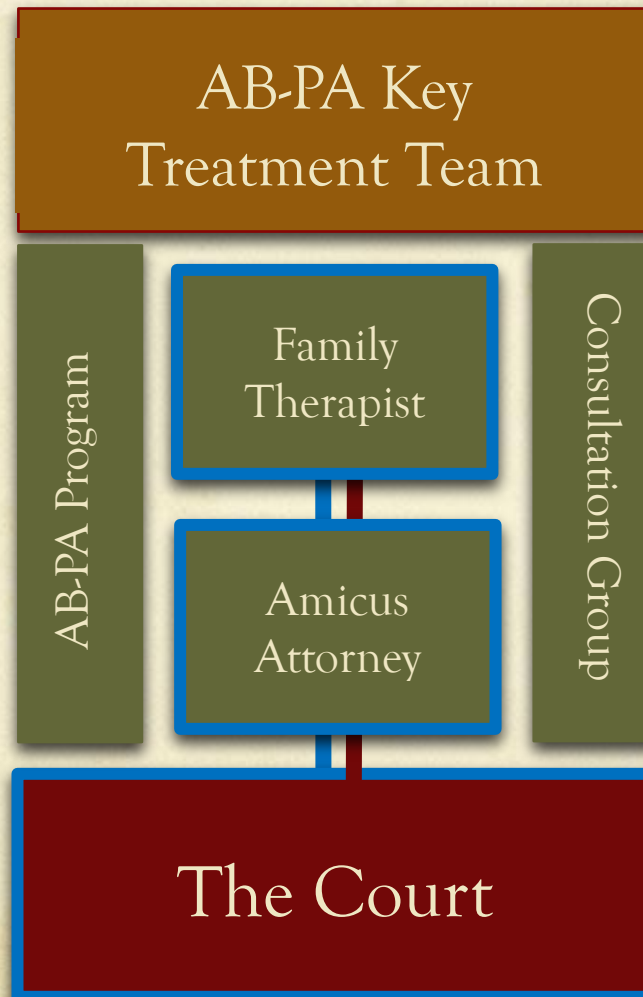 AB-PA Key
Treatment Team
AB-PA Program
Family
Therapist
Consultation Group
Amicus
Attorney
The Court